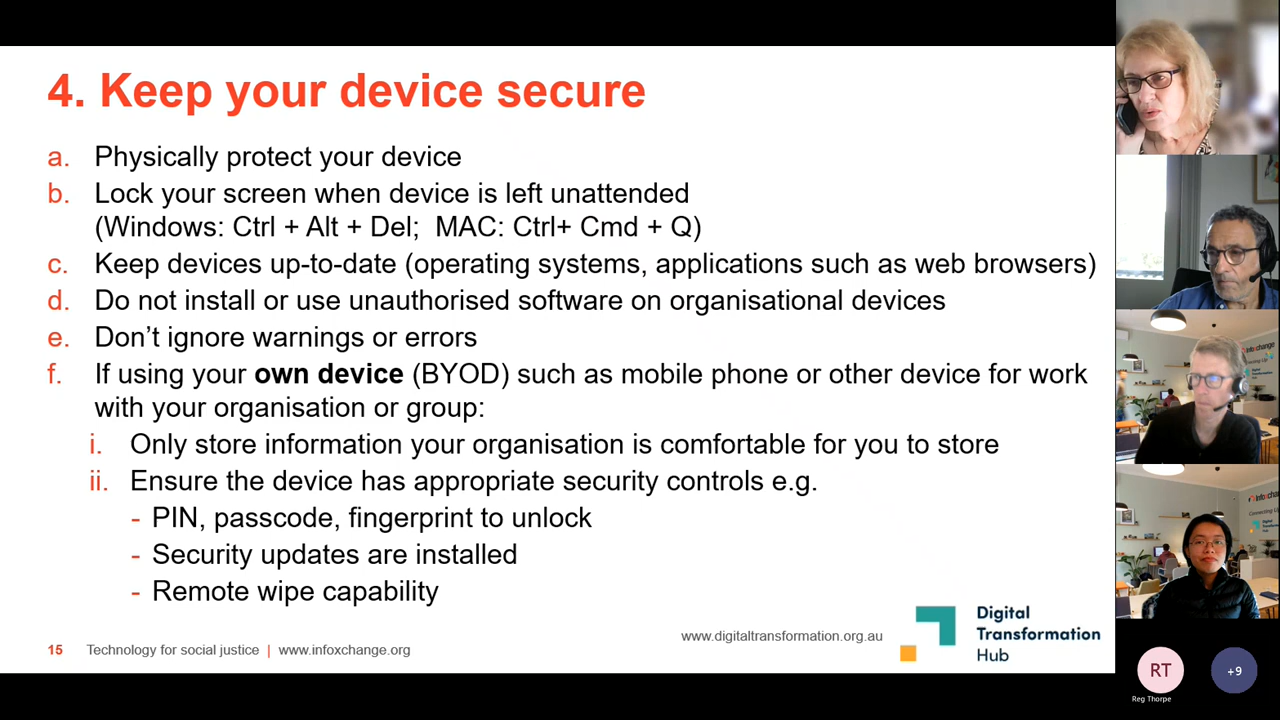 4. Keep your device secure
a. Physically protect your device
b. Lock your screen when device is left unattended
(Windows: Ctrl + Alt + Del;  MAC: Ctrl+ Cmd + Q)
c. Keep devices up-to-date (operating systems, applications such as web browsers)
d. Do not install or use unauthorised software on organisational devices
e. Don’t ignore warnings or errors
f. If using your own device (BYOD) such as mobile phone or other device for work
with your organisation or group:
i. Only store information your organisation is comfortable for you to store
ii. Ensure the device has appropriate security controls e.g.
- PIN, passcode, fingerprint to unlock
- Security updates are installed
- Remote wipe capability
15 Technology for social justice | www.infoxchange.org
www.digitaltransformation.org.au
Digital
Transformation
Hub
RT
+9
Reg Thorpe